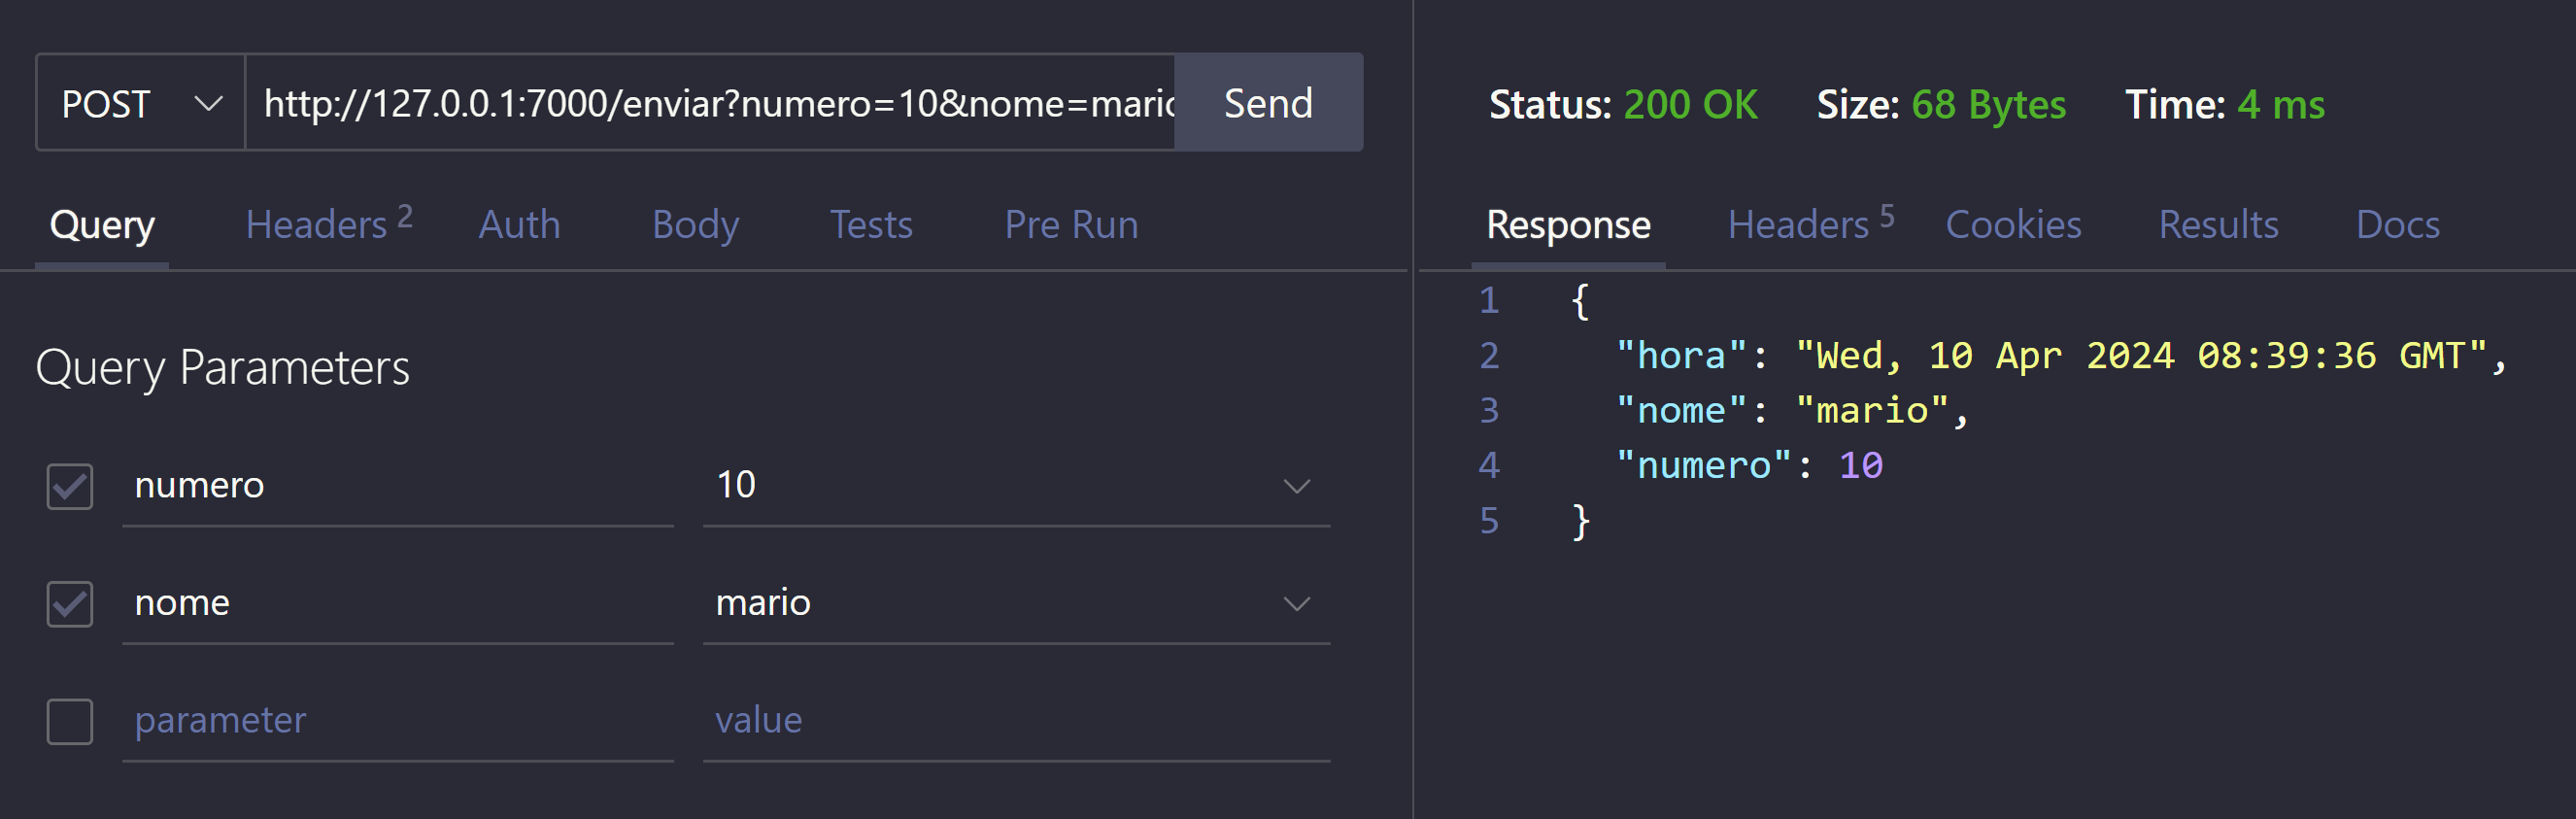 POST http://127.0.0.1:7000/enviar?numero=10&nome=mario Send
Query Headers 2 Auth Body Tests Pre Run
Query Parameters
numero 10
nome mario
parameter value
Status: 200 OK Size: 68 Bytes Time: 4 ms
Response Headers 5 Cookies Results Docs
1 {
2 "hora": "Wed, 10 Apr 2024 08:39:36 GMT",
3 "nome": "mario",
4 "numero": 10
5 }